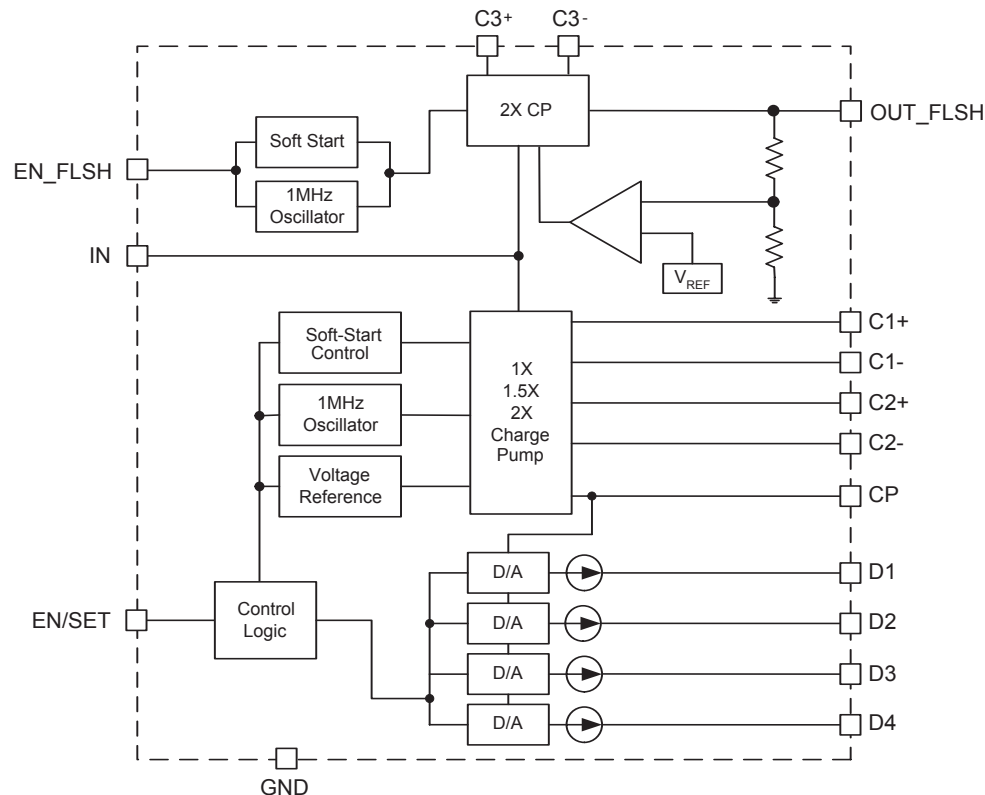 C3+ C3-
2X CP
OUT_FLSH
Soft Start
EN_FLSH
1MHz
Oscillator
IN
VREF
C1+
Soft-Start
Control
C1-
1X
1.5X
2X
Charge
Pump
1MHz
Oscillator
C2+
C2-
Voltage
Reference
CP
D/A
D1
EN/SET
Control
Logic
D/A
D2
D/A
D3
D/A
D4
GND